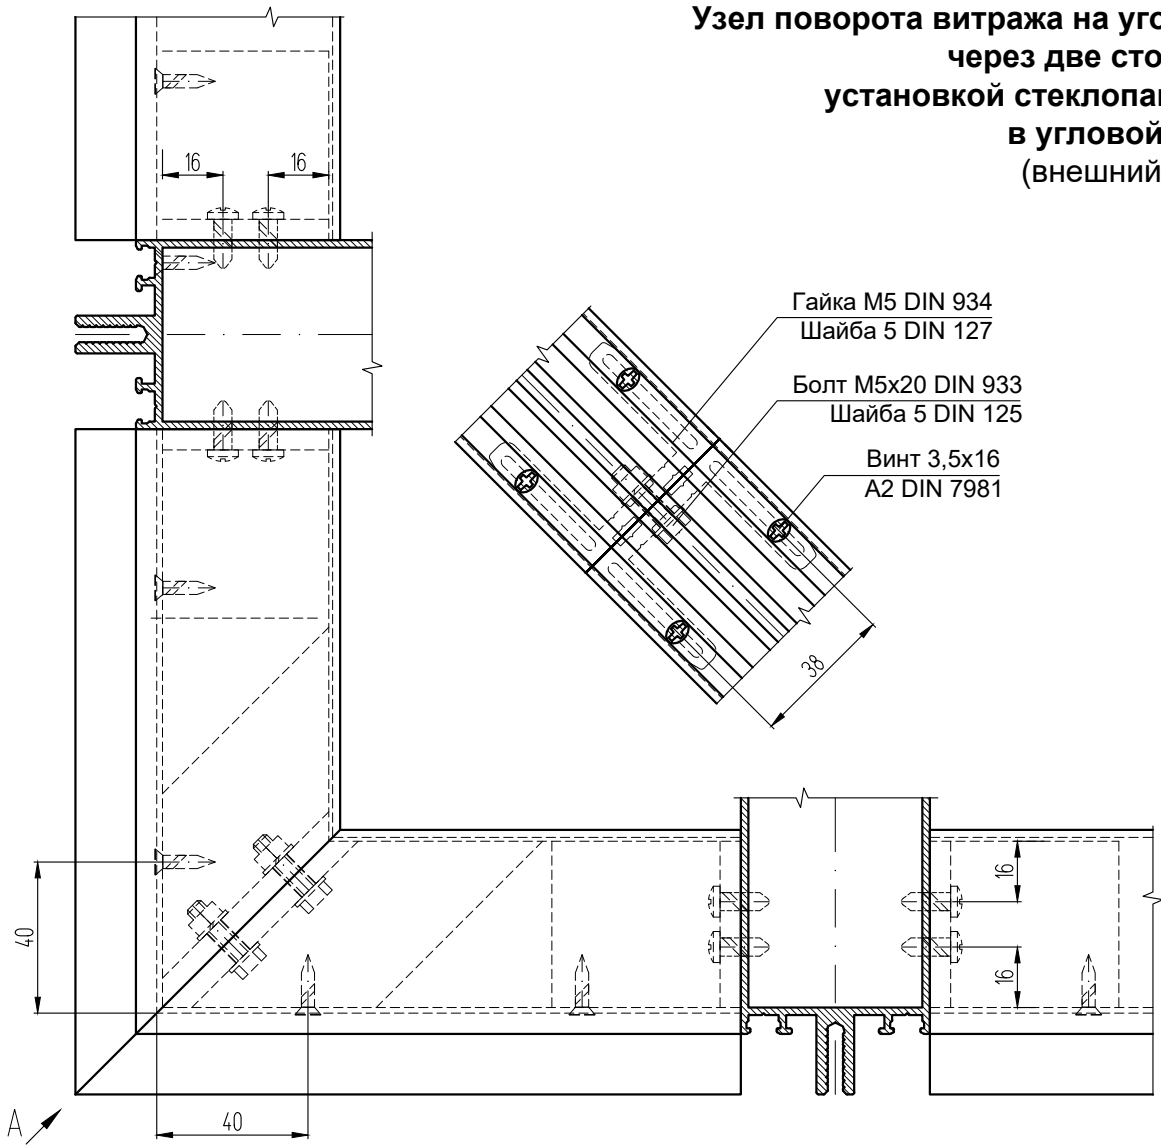 Узел поворота витража на уго
через две сто
установкой стеклопа
в угловой
(внешний
16
16
Гайка М5 DIN 934
Шайба 5 DIN 127
Болт М5х20 DIN 933
Шайба 5 DIN 125
Винт 3,5х16
А2 DIN 7981
38
16
40
16
40
А